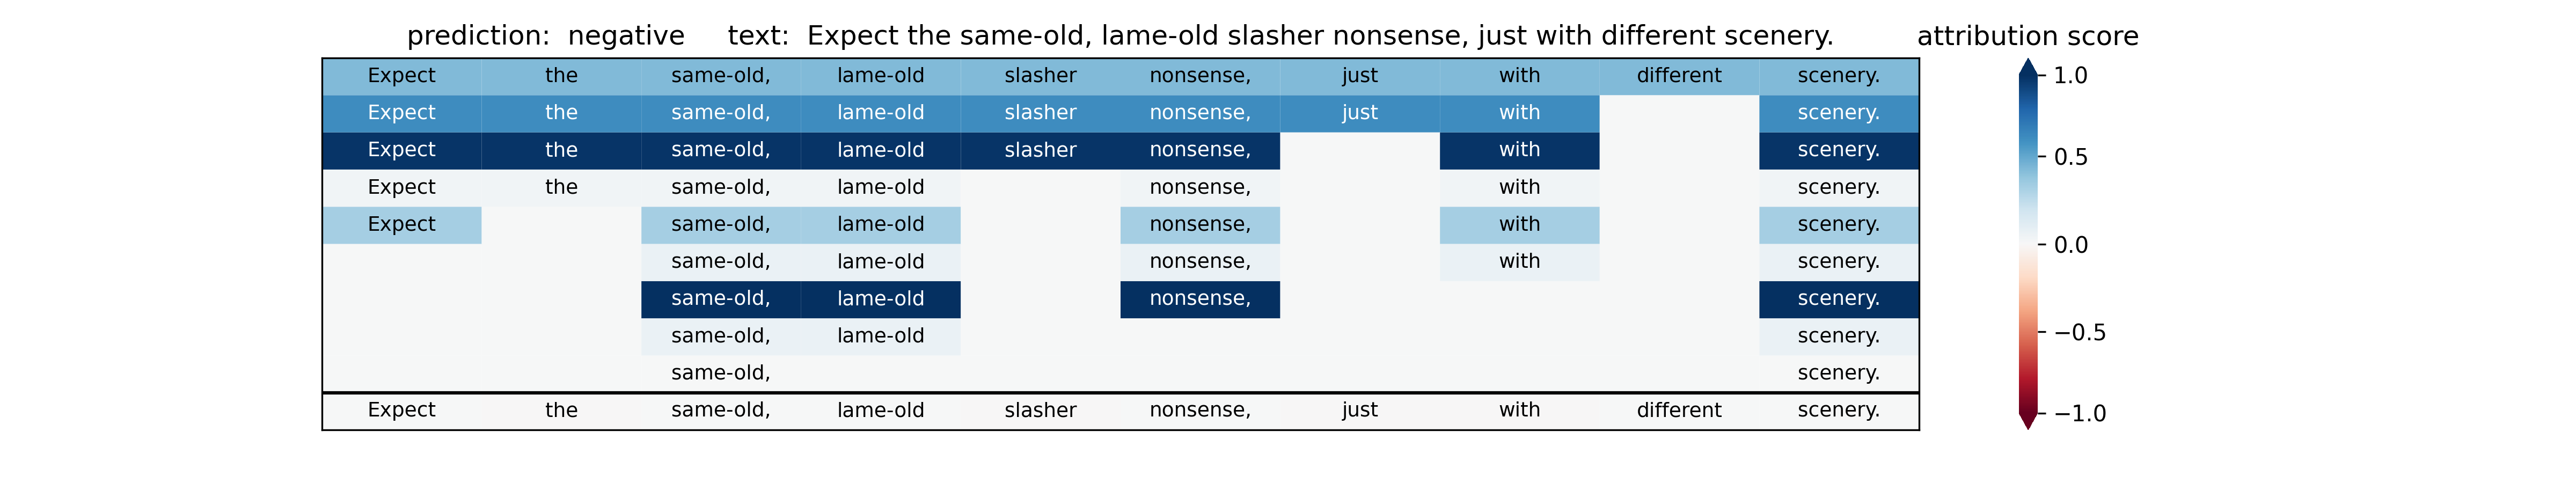 prediction: negative text: Expect the same-old, lame-old slasher nonsense, just with different scenery. attribution score
Expect the same-old, lame-old slasher nonsense, just with different scenery.
Expect the same-old, lame-old slasher nonsense, just with scenery.
Expect the same-old, lame-old slasher nonsense, with scenery.
Expect the same-old, lame-old nonsense, with scenery.
Expect same-old, lame-old nonsense, with scenery.
same-old, lame-old nonsense, with scenery.
same-old, lame-old nonsense, scenery.
same-old, lame-old scenery.
same-old, scenery.
Expect the same-old, lame-old slasher nonsense, just with different scenery.
1.0
0.5
0.0
−0.5
−1.0